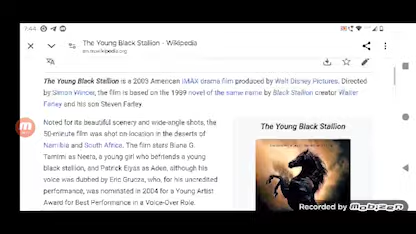 7:44
The Young Black Stallion - Wikipedia
en.m.wikipedia.org
The Young Black Stallion is a 2003 American IMAX drama film produced by Walt Disney Pictures. Directed
by Simon Wincer, the film is based on the 1989 novel of the same name by Black Stallion creator Walter
Farley and his son Steven Farley.
Noted for its beautiful scenery and wide-angle shots, the
50-minute film was shot on location in the deserts of
Namibia and South Africa. The film stars Biana G.
Tamimi as Neera, a young girl who befriends a young
black stallion, and Patrick Elyas as Aden, although his
voice was dubbed by Eric Grucza, who, for his uncredited
performance, was nominated in 2004 for a Young Artist
Award for Best Performance in a Voice-Over Role.
The Young Black Stallion
Recorded by Mobizen